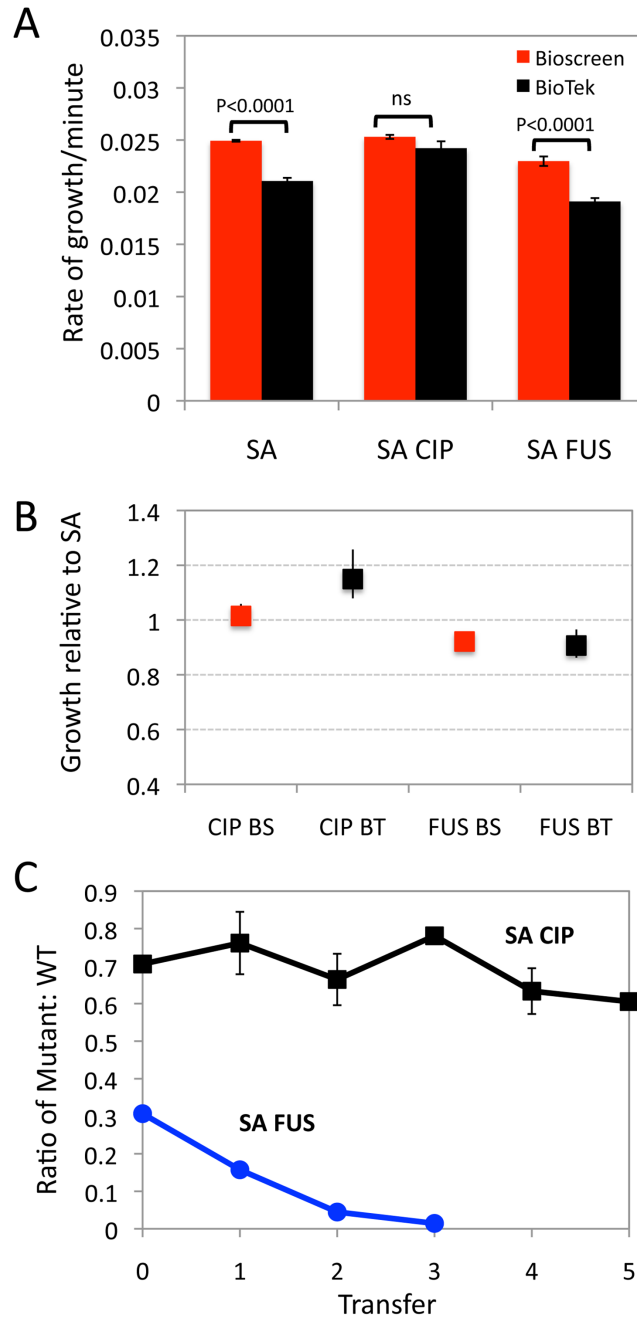 A
Rate of growth/minute
0.035
0.03
0.025
0.02
0.015
0.01
0.005
0
Bioscreen
BioTek
P<0.0001
ns
P<0.0001
SA
SA CIP
SA FUS
B
Growth relative to SA
1.4
1.2
1
0.8
0.6
0.4
CIP BS
CIP BT
FUS BS
FUS BT
C
Ratio of Mutant: WT
0.9
0.8
0.7
0.6
0.5
0.4
0.3
0.2
0.1
0
SA CIP
SA FUS
0
1
2
3
4
5
Transfer